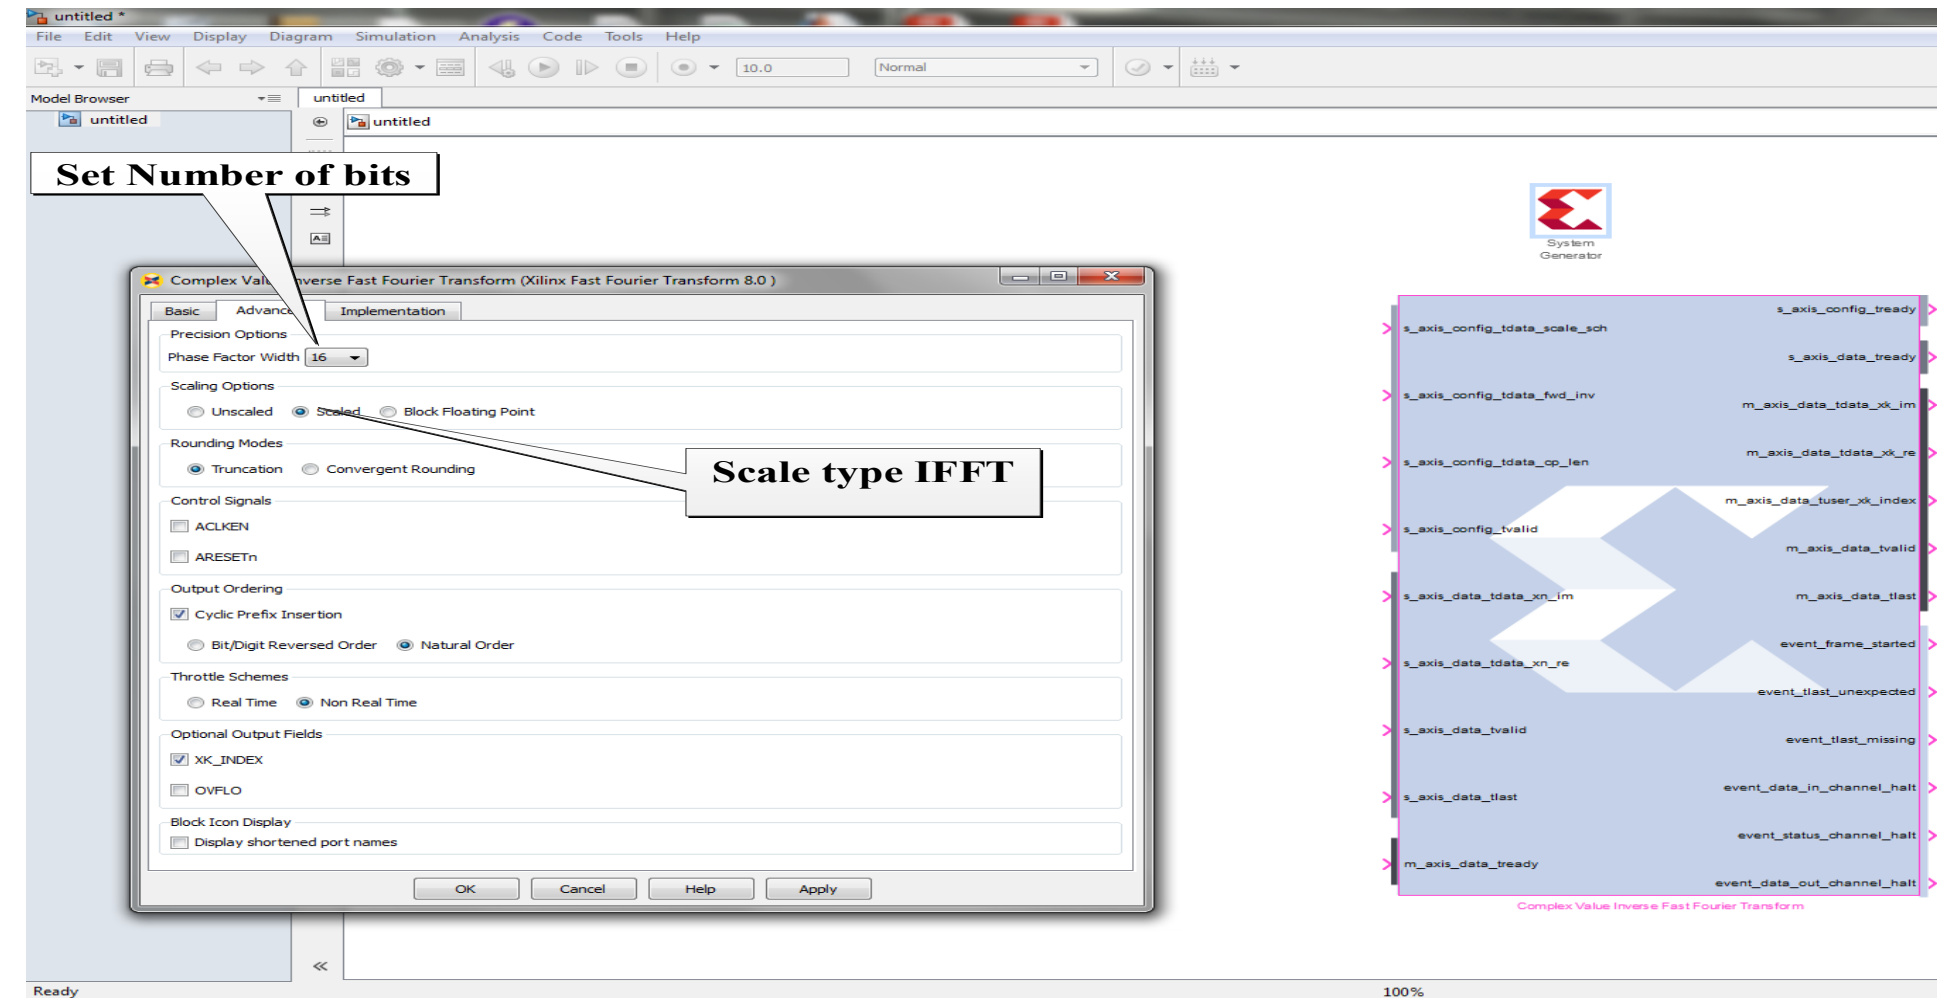 untitled *
File Edit View Display Diagram Simulation Analysis Code Tools Help
10.0 Normal
Model Browser
untitled
untitled
untitled
Set Number of bits
System
Generator
Complex Val nverse Fast Fourier Transform (Xilinx Fast Fourier Transform 8.0 )
Basic Advance Implementation
Precision Options
Phase Factor Width 16
Scaling Options
Unscaled Scaled Block Floating Point
Rounding Modes
Truncation Convergent Rounding
Scale type IFFT
Control Signals
ACLKEN
ARESETn
Output Ordering
Cyclic Prefix Insertion
Bit/Digit Reversed Order Natural Order
Throttle Schemes
Real Time Non Real Time
Optional Output Fields
XK_INDEX
OVFLO
Block Icon Display
Display shortened port names
OK Cancel Help Apply
s_axis_config_tdata_scale_sch
s_axis_config_tdata_fwd_inv
s_axis_config_tdata_cp_len
s_axis_config_tvalid
s_axis_data_tdata_xn_im
s_axis_data_tdata_xn_re
s_axis_data_tvalid
s_axis_data_tlast
m_axis_data_tready
s_axis_config_tready
s_axis_data_tready
m_axis_data_tdata_xk_im
m_axis_data_tdata_xk_re
m_axis_data_tuser_xk_index
m_axis_data_tvalid
m_axis_data_tlast
event_frame_started
event_tlast_unexpected
event_tlast_missing
event_data_in_channel_halt
event_status_channel_halt
event_data_out_channel_halt
Complex Value Inverse Fast Fourier Transform
Ready 100%